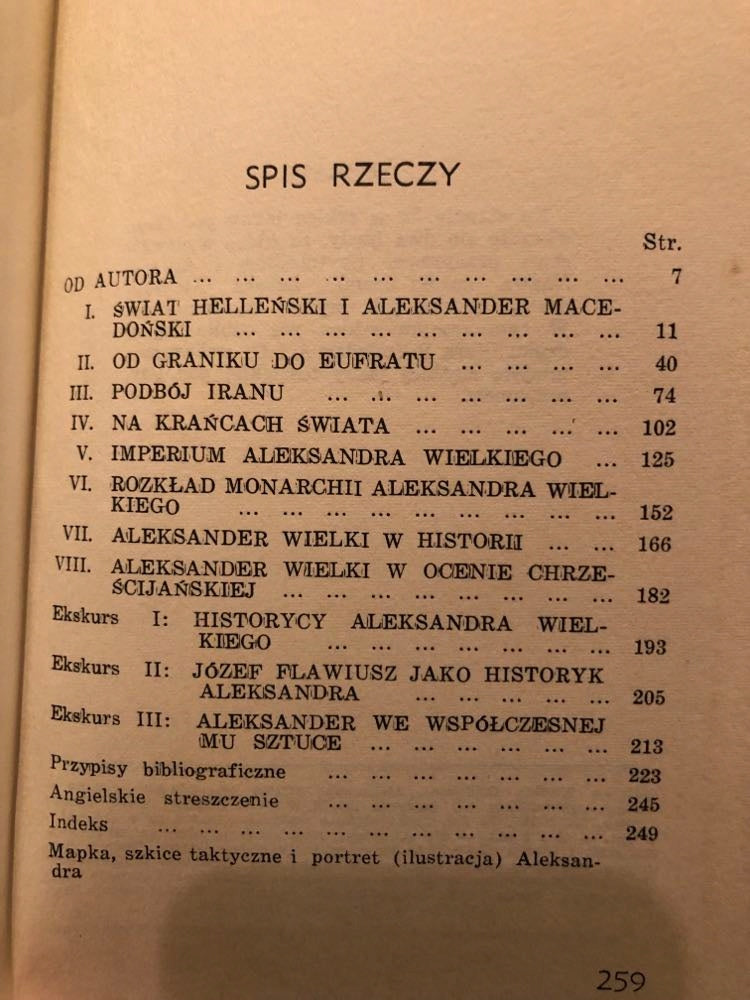 SPIS RZECZY
Str.
OD AUTORA ... ... ... ... ... ... ... ... ... ... 7
I. ŚWIAT HELLEŃSKI I ALEKSANDER MACE-
DOŃSKI ... ... ... ... ... ... ... ... ... 11
II. OD GRANIKU DO EUFRATU ... ... ... ... 40
III. PODBÓJ IRANU ... ... ... ... ... ... ... 74
IV. NA KRAŃCACH ŚWIATA ... ... ... ... ... 102
V. IMPERIUM ALEKSANDRA WIELKIEGO ... 125
VI. ROZKŁAD MONARCHII ALEKSANDRA WIEL-
KIEGO ... ... ... ... ... ... ... ... ... 152
VII. ALEKSANDER WIELKI W HISTORII ... ... 166
VIII. ALEKSANDER WIELKI W OCENIE CHRZE-
ŚCIJAŃSKIEJ ... ... ... ... ... ... ... ... 182
Ekskurs I: HISTORYCY ALEKSANDRA WIEL-
KIEGO ... ... ... ... ... ... ... 193
Ekskurs II: JÓZEF FLAWIUSZ JAKO HISTORYK
ALEKSANDRA ... ... ... ... ... 205
Ekskurs III: ALEKSANDER WE WSPÓŁCZESNEJ
MU SZTUCE ... ... ... ... ... ... 213
Przypisy bibliograficzne ... ... ... ... ... ... ... 223
Angielskie streszczenie ... ... ... ... ... ... ... 245
Indeks ... ... ... ... ... ... ... ... ... ... ... 249
Mapka, szkice taktyczne i portret (ilustracja) Aleksan-
dra
259